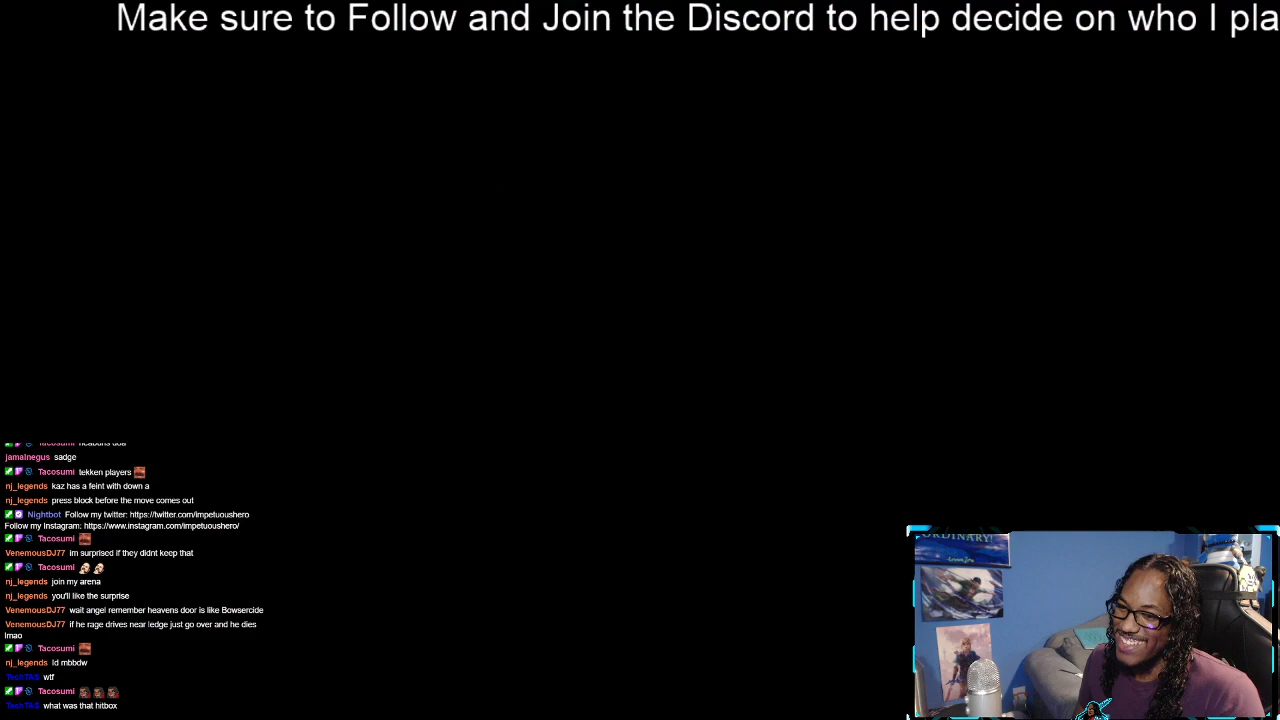 Make sure to Follow and Join the Discord to help decide on who I pla
jamalnegus sadge
Tacosumi tekken players
nj_legends kaz has a feint with down a
nj_legends press block before the move comes out
Nightbot Follow my twitter: https://twitter.com/impetuoushero
Follow my Instagram: https://www.instagram.com/impetuoushero/
Tacosumi
VenemousDJ77 im surprised if they didnt keep that
Tacosumi
nj_legends join my arena
nj_legends you'll like the surprise
VenemousDJ77 wait angel remember heavens door is like Bowsercide
VenemousDJ77 if he rage drives near ledge just go over and he dies
lmao
Tacosumi
nj_legends Id mbbdw
TechTAS wtf
Tacosumi
TechTAS what was that hitbox
ORDINARY!